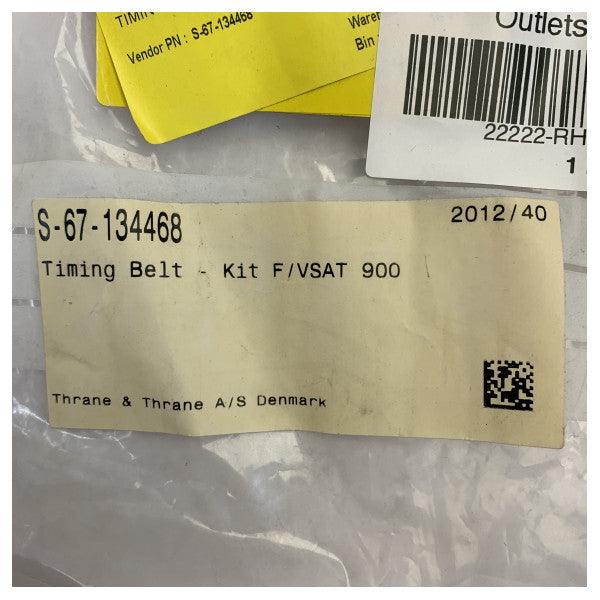 Vendor PN : S-67-134468
Bin
Outlets
22222-RH
1
S-67-134468
2012/40
Timing Belt - Kit F/VSAT 900
Thrane & Thrane A/S Denmark